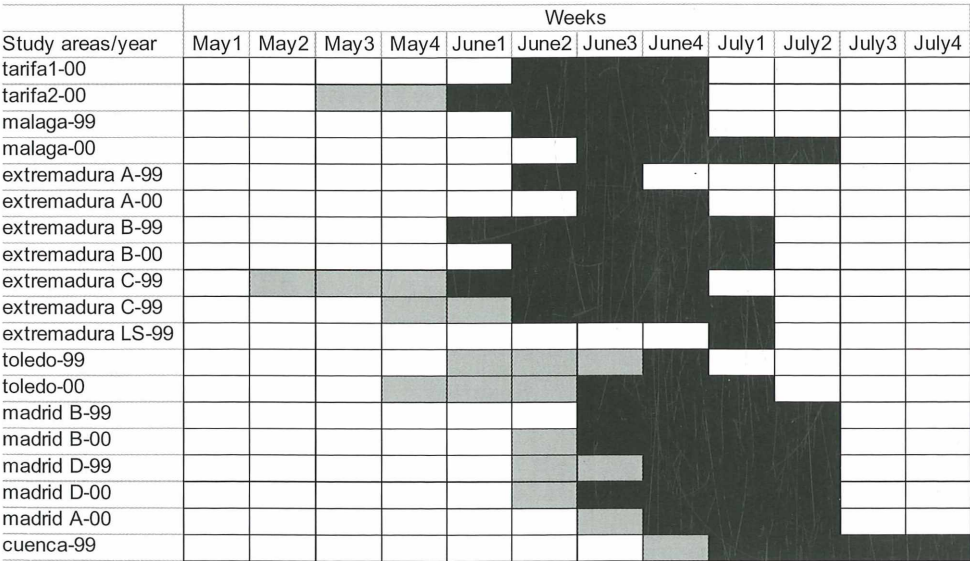 Weeks
Study areas/year May1 May2 May3 May4 June1 June2 June3 June4 July1 July2 July3 July4
tarifa1-00
tarifa2-00
malaga-99
malaga-00
extremadura A-99
extremadura A-00
extremadura B-99
extremadura B-00
extremadura C-99
extremadura C-99
extremadura LS-99
toledo-99
toledo-00
madrid B-99
madrid B-00
madrid D-99
madrid D-00
madrid A-00
cuenca-99